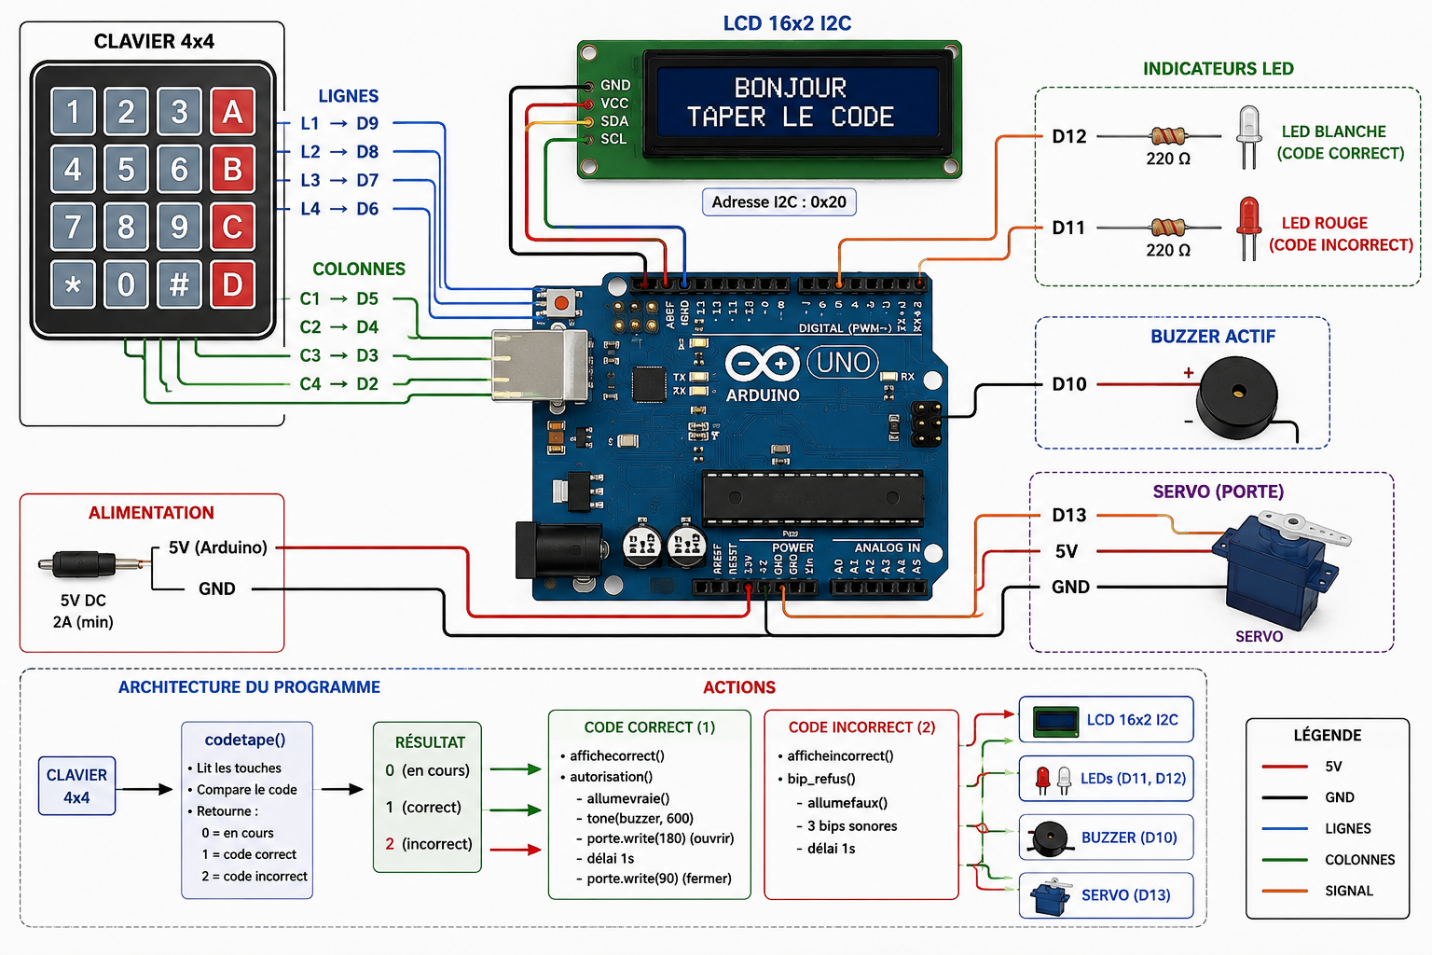 CLAVIER 4x4
1 2 3 A
4 5 6 B
7 8 9 C
* 0 # D
LIGNES
L1 → D9
L2 → D8
L3 → D7
L4 → D6
COLONNES
C1 → D5
C2 → D4
C3 → D3
C4 → D2
LCD 16x2 I2C
GND
VCC
SDA
SCL
BONJOUR
TAPER LE CODE
Adresse I2C : 0x20
INDICATEURS LED
D12
220 Ω
LED BLANCHE
(CODE CORRECT)
D11
220 Ω
LED ROUGE
(CODE INCORRECT)
BUZZER ACTIF
D10
+
−
SERVO (PORTE)
D13
5V
GND
SERVO
DIGITAL (PWM~)
UNO
ARDUINO
TX
RX
POWER
ANALOG IN
A0
A1
A2
A3
ALIMENTATION
5V (Arduino)
GND
5V DC
2A (min)
ARCHITECTURE DU PROGRAMME
CLAVIER
4x4
codetape()
• Lit les touches
• Compare le code
• Retourne :
0 = en cours
1 = code correct
2 = code incorrect
RÉSULTAT
0 (en cours)
1 (correct)
2 (incorrect)
ACTIONS
CODE CORRECT (1)
• affichecorrect()
• autorisation()
– allumevraie()
– tone(buzzer, 600)
– porte.write(180) (ouvrir)
– délai 1s
– porte.write(90) (fermer)
CODE INCORRECT (2)
• afficheincorrect()
• bip_refus()
– allumefaux()
– 3 bips sonores
– délai 1s
LCD 16x2 I2C
LEDs (D11, D12)
BUZZER (D10)
SERVO (D13)
LÉGENDE
5V
GND
LIGNES
COLONNES
SIGNAL